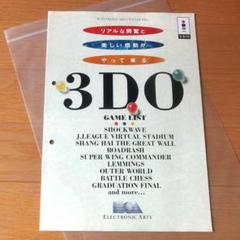 リアルな興奮と
美しい感動が
やって来る
3DO
GAME LIST
SHOCKWAVE
J.LEAGUE VIRTUAL STADIUM
SHANG HAI THE GREAT WALL
ROADRASH
SUPER WING COMMANDER
LEMMINGS
OUTER WORLD
BATTLE CHESS
GRADUATION FINAL
and more...
ELECTRONIC ARTS